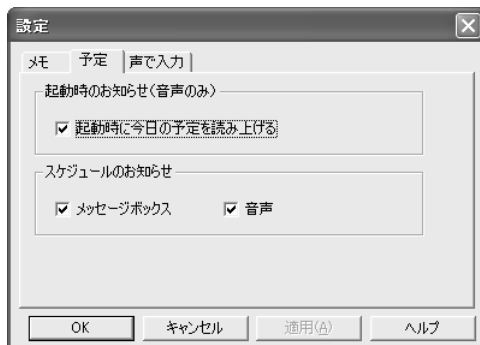 設定
メモ 予定 声で入力
起動時のお知らせ(音声のみ)
起動時に今日の予定を読み上げる
スケジュールのお知らせ
メッセージボックス 音声
OK キャンセル 適用(A) ヘルプ